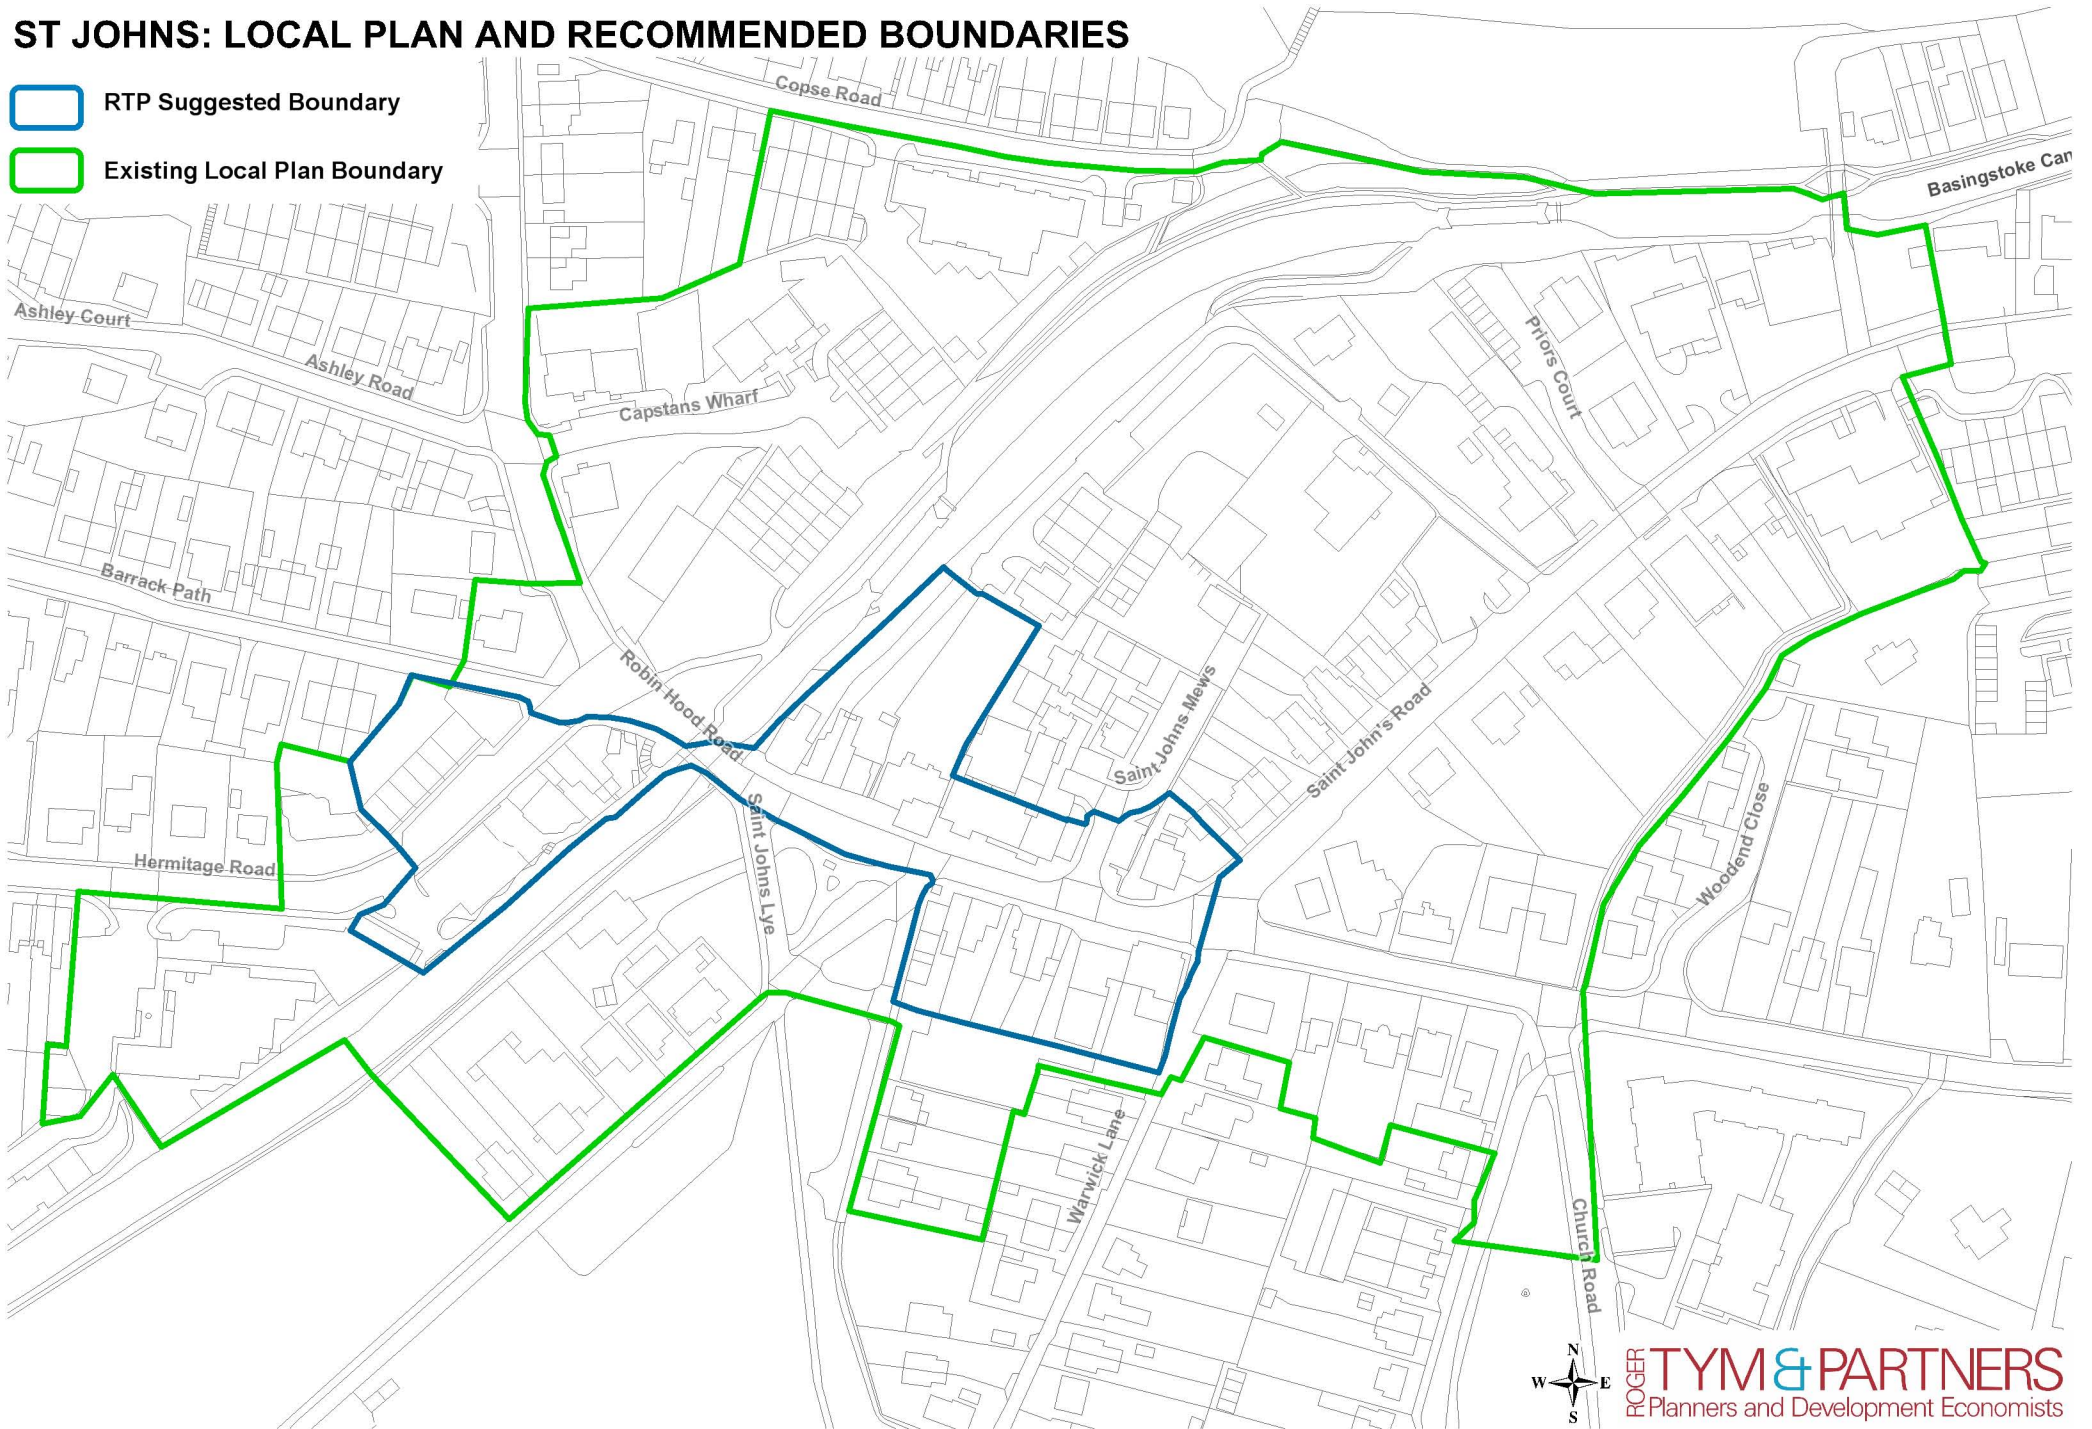 ST JOHNS: LOCAL PLAN AND RECOMMENDED BOUNDARIES
RTP Suggested Boundary
Existing Local Plan Boundary
Copse Road
Basingstoke Can
Ashley Court
Ashley Road
Capstans Wharf
Priors Court
Barrack Path
Robin Hood Road
Saint Johns Mews
Saint John's Road
Saint Johns Lye
Hermitage Road
Woodend Close
Warwick Lane
Church Road
N
W E
S
ROGER
TYM & PARTNERS
Planners and Development Economists